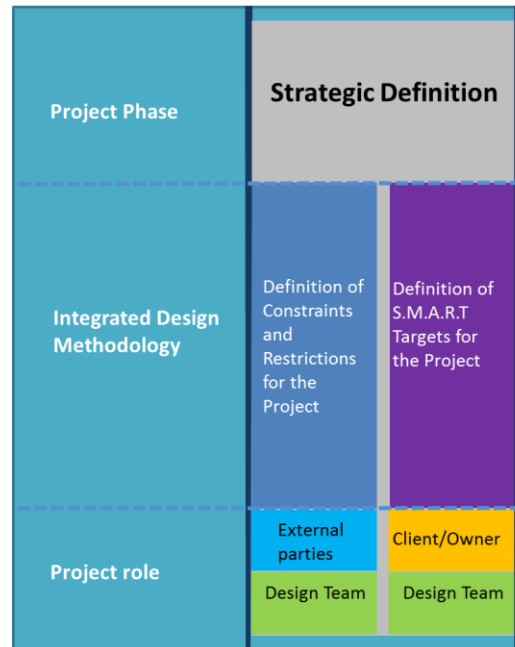 Project Phase
Strategic Definition
Integrated Design
Methodology
Definition of
Constraints
and
Restrictions
for the
Project
Definition of
S.M.A.R.T
Targets for
the Project
Project role
External
parties
Client/Owner
Design Team
Design Team